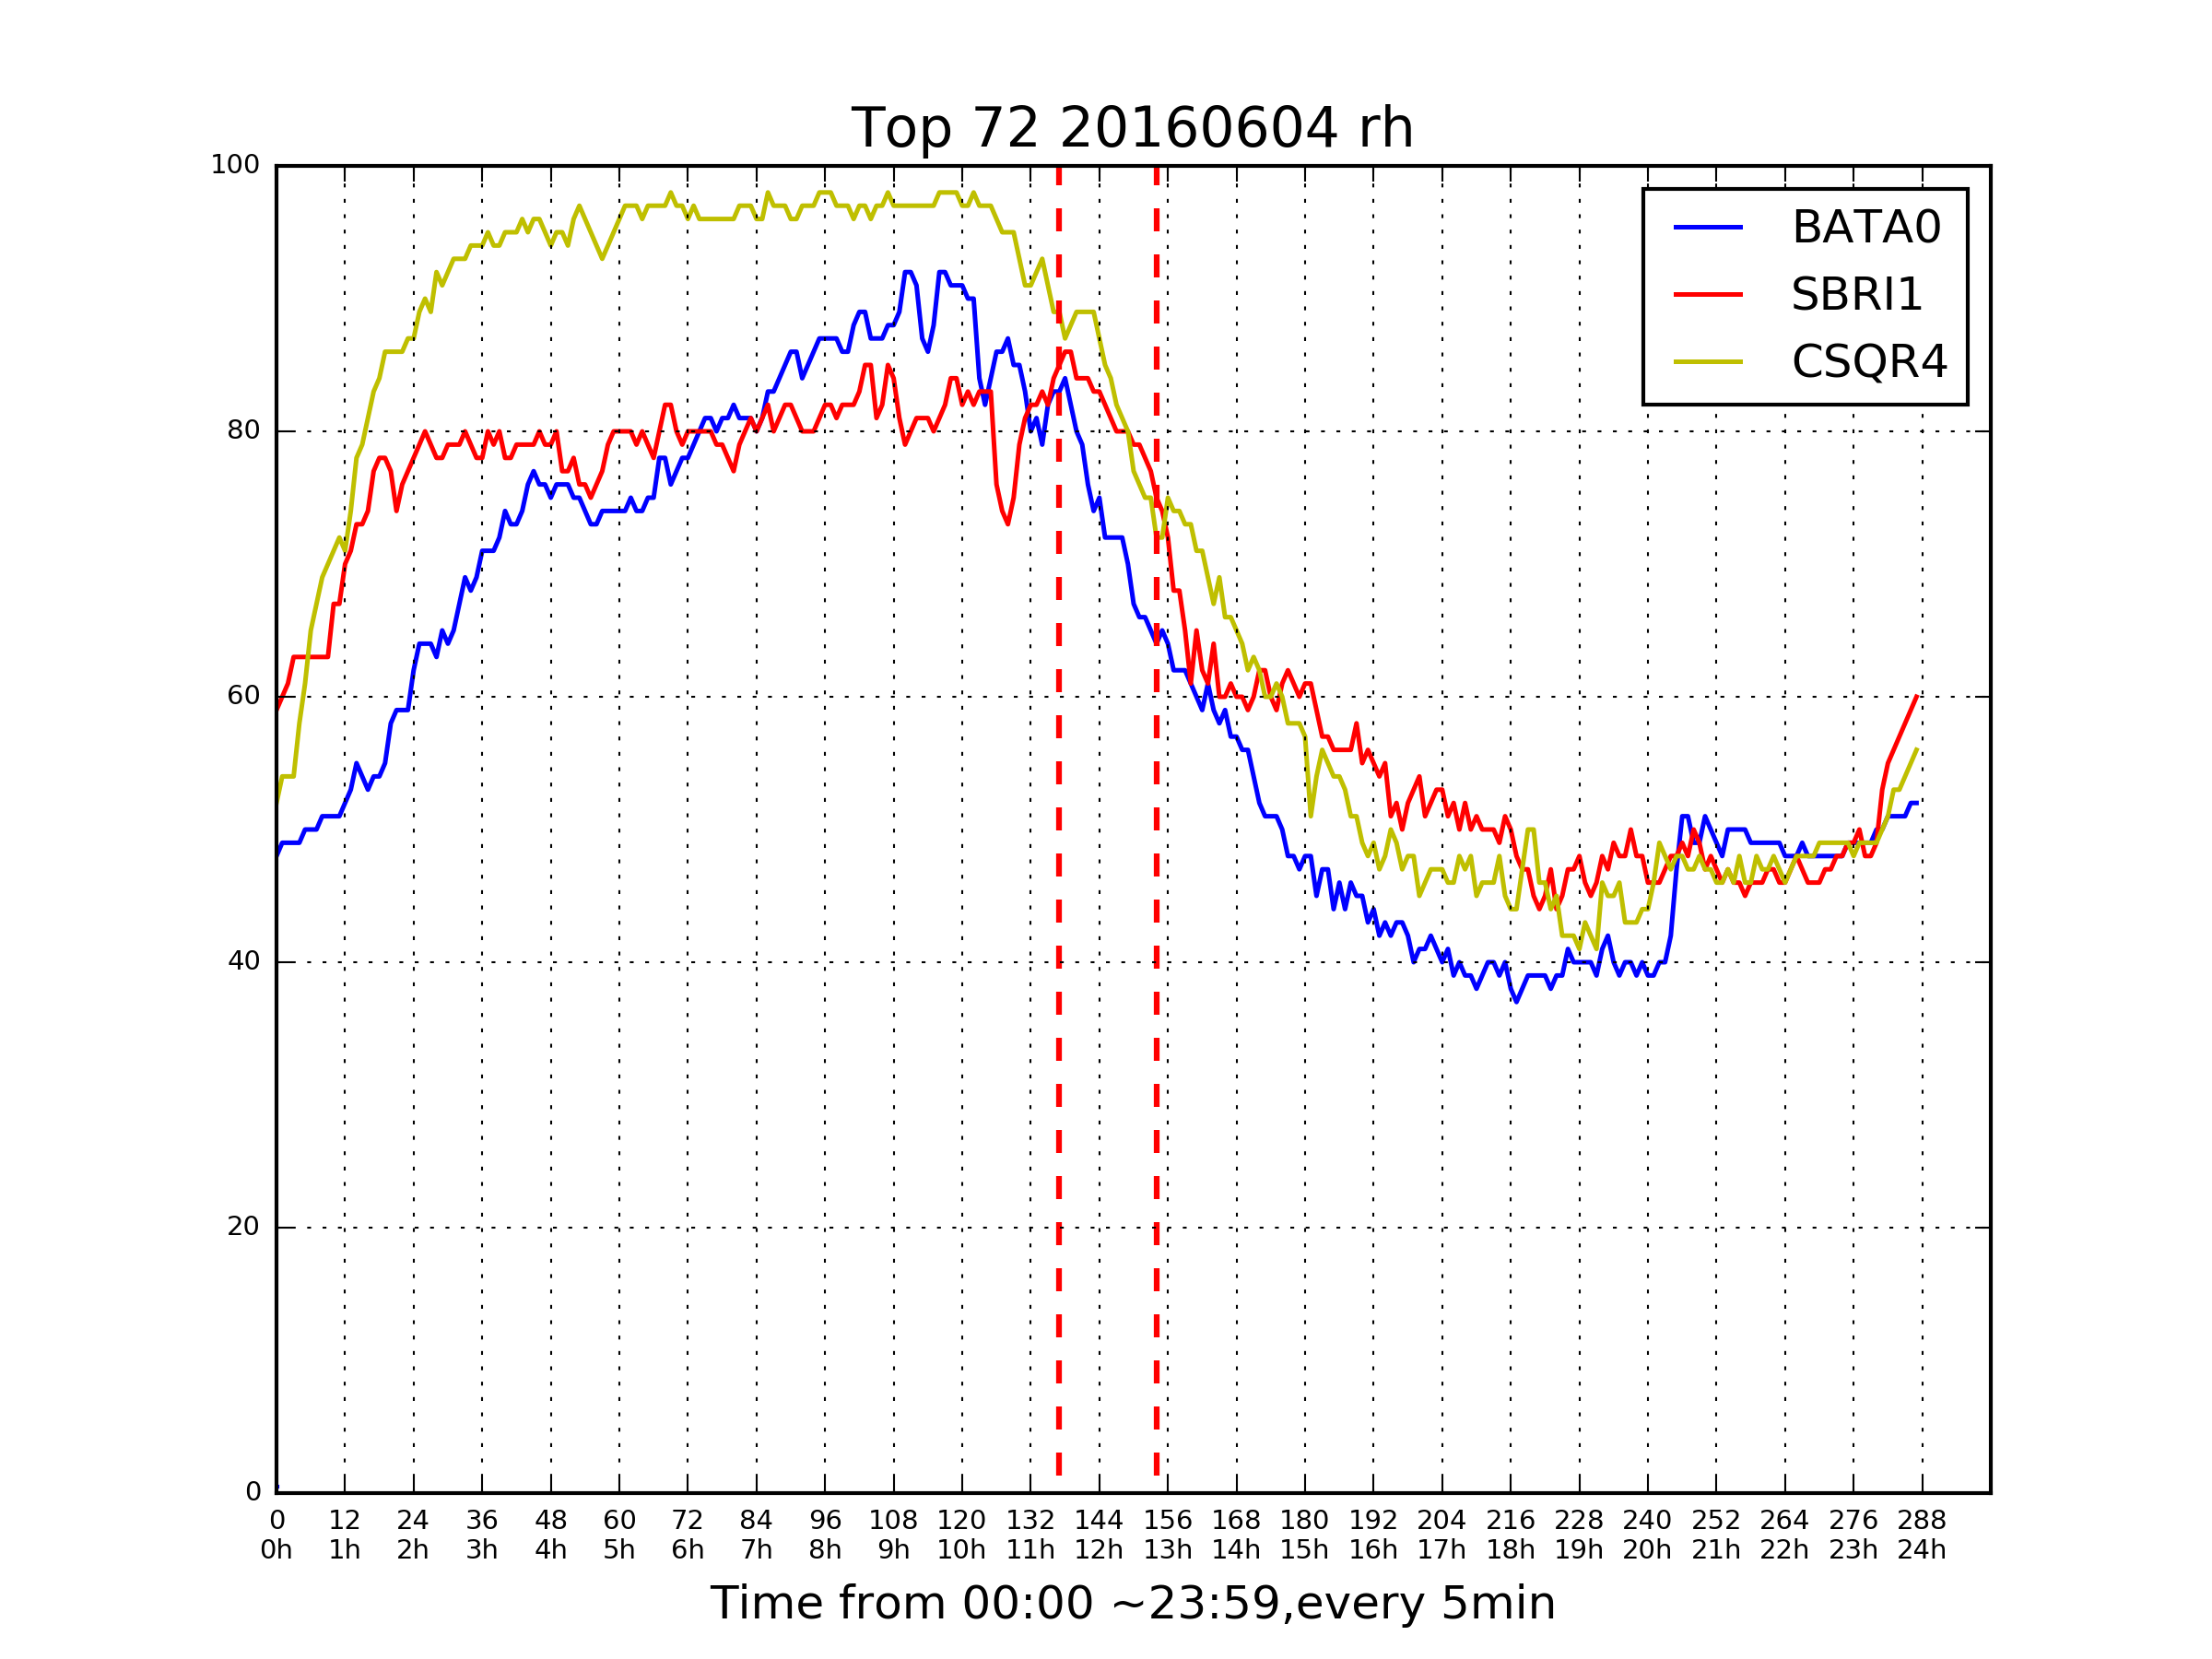 Top 72 20160604 rh
100
80
60
40
20
0
BATA0
SBRI1
CSQR4
0 12 24 36 48 60 72 84 96 108 120 132 144 156 168 180 192 204 216 228 240 252 264 276 288
0h 1h 2h 3h 4h 5h 6h 7h 8h 9h 10h 11h 12h 13h 14h 15h 16h 17h 18h 19h 20h 21h 22h 23h 24h
Time from 00:00 ~23:59,every 5min